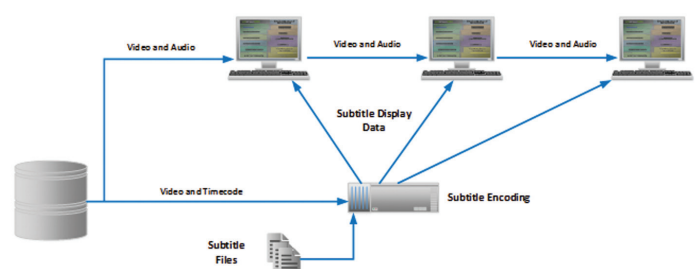 Video and Audio
Video and Audio
Video and Audio
Subtitle Display
Data
Video and Timecode
Subtitle Encoding
Subtitle
Files